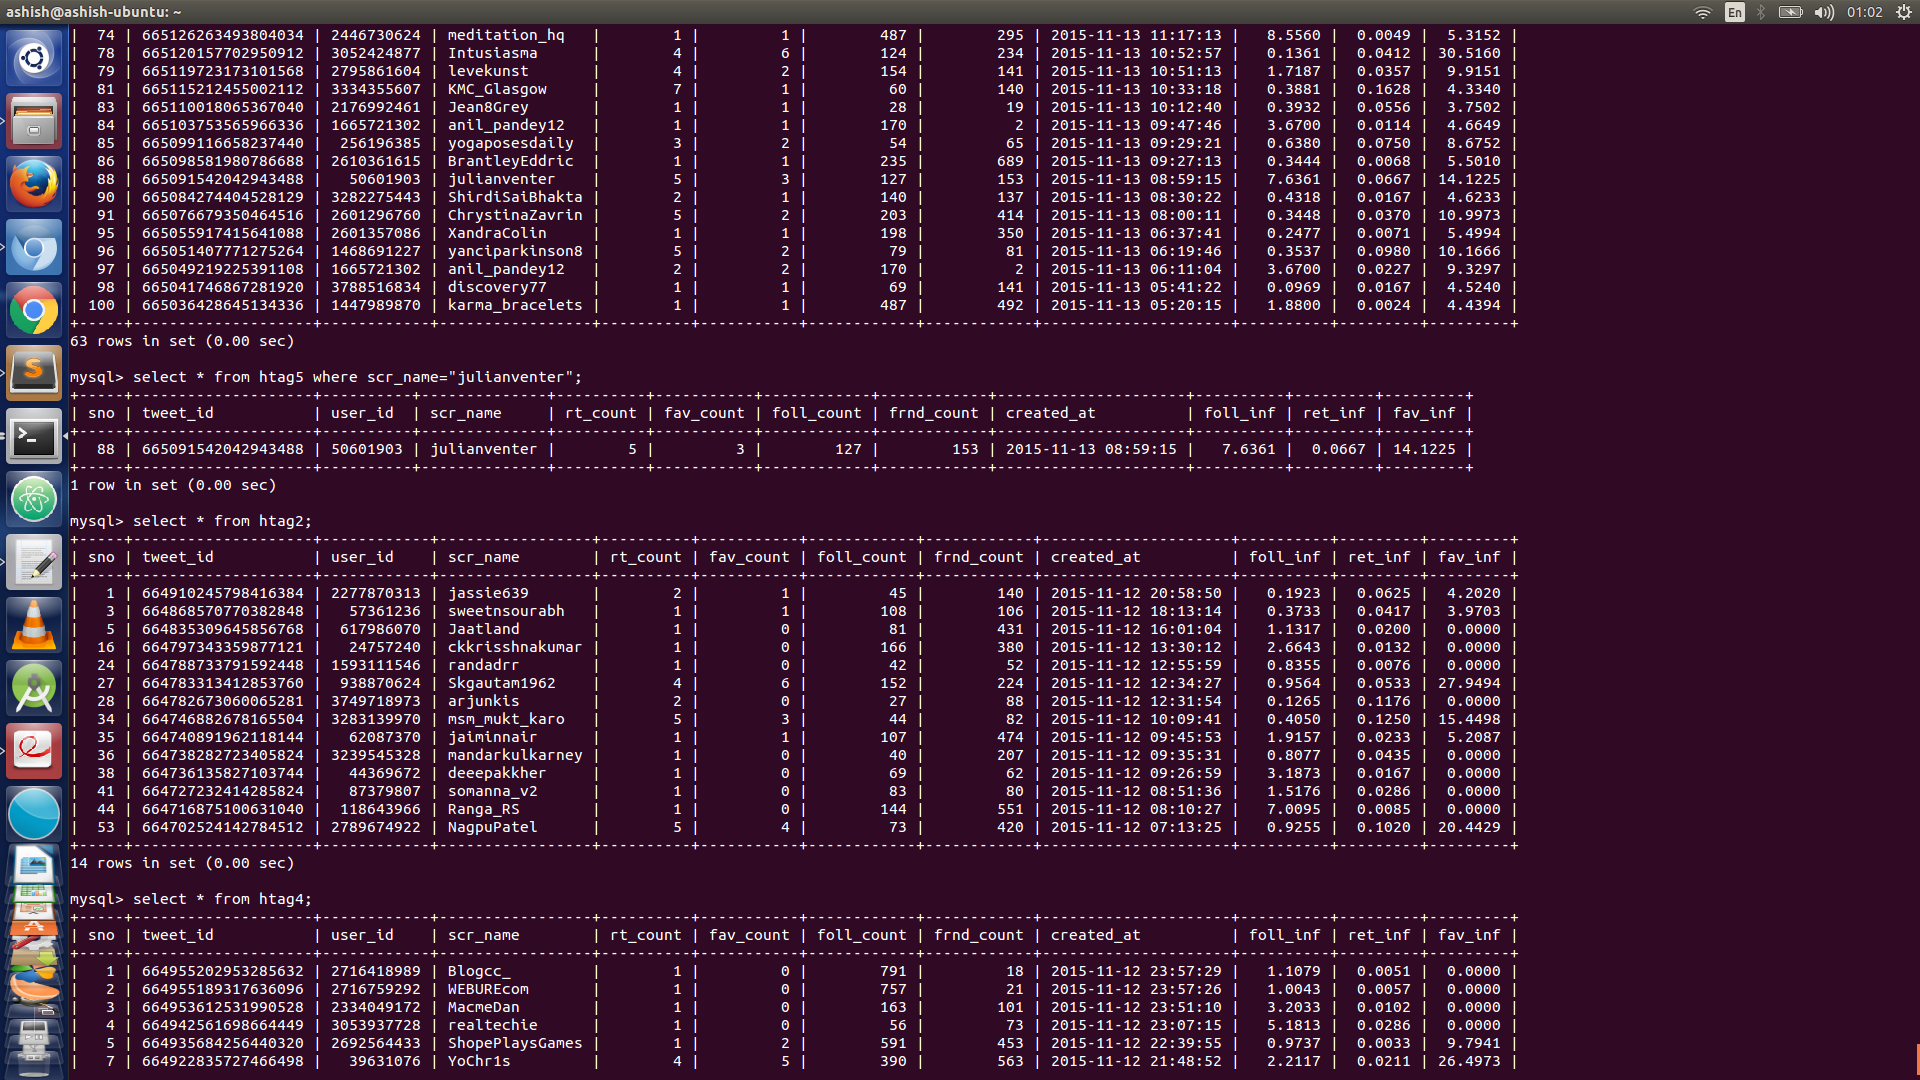 ashish@ashish-ubuntu: ~
En
01:02
| 74 | 665126263493804034 | 2446730624 | meditation_hq | 1 | 1 | 487 | 295 | 2015-11-13 11:17:13 | 8.5560 | 0.0049 | 5.3152 |
| 78 | 665120157702950912 | 3052424877 | Intusiasma | 4 | 6 | 124 | 234 | 2015-11-13 10:52:57 | 0.1361 | 0.0412 | 30.5160 |
| 79 | 665119723173101568 | 2795861604 | levekunst | 4 | 2 | 154 | 141 | 2015-11-13 10:51:13 | 1.7187 | 0.0357 | 9.9151 |
| 81 | 665115212455002112 | 3334355607 | KMC_Glasgow | 7 | 1 | 60 | 140 | 2015-11-13 10:33:18 | 0.3881 | 0.1628 | 4.3340 |
| 83 | 665110018065367040 | 2176992461 | Jean8Grey | 1 | 1 | 28 | 19 | 2015-11-13 10:12:40 | 0.3932 | 0.0556 | 3.7502 |
| 84 | 665103753565966336 | 1665721302 | anil_pandey12 | 1 | 1 | 170 | 2 | 2015-11-13 09:47:46 | 3.6700 | 0.0114 | 4.6649 |
| 85 | 665099116658237440 | 256196385 | yogaposesdaily | 3 | 2 | 54 | 65 | 2015-11-13 09:29:21 | 0.6380 | 0.0750 | 8.6752 |
| 86 | 665098581980786688 | 2610361615 | BrantleyEddric | 1 | 1 | 235 | 689 | 2015-11-13 09:27:13 | 0.3444 | 0.0068 | 5.5010 |
| 88 | 665091542042943488 | 50601903 | julianventer | 5 | 3 | 127 | 153 | 2015-11-13 08:59:15 | 7.6361 | 0.0667 | 14.1225 |
| 90 | 665084274404528129 | 3282275443 | ShirdiSaiBhakta | 2 | 1 | 140 | 137 | 2015-11-13 08:30:22 | 0.4318 | 0.0167 | 4.6233 |
| 91 | 665076679350464516 | 2601296760 | ChrystinaZavrin | 5 | 2 | 203 | 414 | 2015-11-13 08:00:11 | 0.3448 | 0.0370 | 10.9973 |
| 95 | 665055917415641088 | 2601357086 | XandraColin | 1 | 1 | 198 | 350 | 2015-11-13 06:37:41 | 0.2477 | 0.0071 | 5.4994 |
| 96 | 665051407771275264 | 1468691227 | yanciparkinson8 | 5 | 2 | 79 | 81 | 2015-11-13 06:19:46 | 0.3537 | 0.0980 | 10.1666 |
| 97 | 665049219225391108 | 1665721302 | anil_pandey12 | 2 | 2 | 170 | 2 | 2015-11-13 06:11:04 | 3.6700 | 0.0227 | 9.3297 |
| 98 | 665041746867281920 | 3788516834 | d1scovery77 | 1 | 1 | 69 | 141 | 2015-11-13 05:41:22 | 0.0969 | 0.0167 | 4.5240 |
| 100 | 665036428645134336 | 1447989870 | karma_bracelets | 1 | 1 | 487 | 492 | 2015-11-13 05:20:15 | 1.8800 | 0.0024 | 4.4394 |
63 rows in set (0.00 sec)
mysql> select * from htag5 where scr_name="julianventer";
| sno | tweet_id | user_id | scr_name | rt_count | fav_count | foll_count | frnd_count | created_at | foll_inf | ret_inf | fav_inf |
| 88 | 665091542042943488 | 50601903 | julianventer | 5 | 3 | 127 | 153 | 2015-11-13 08:59:15 | 7.6361 | 0.0667 | 14.1225 |
1 row in set (0.00 sec)
mysql> select * from htag2;
| sno | tweet_id | user_id | scr_name | rt_count | fav_count | foll_count | frnd_count | created_at | foll_inf | ret_inf | fav_inf |
| 1 | 664910245798416384 | 2277870313 | jassie639 | 2 | 1 | 45 | 140 | 2015-11-12 20:58:50 | 0.1923 | 0.0625 | 4.2020 |
| 3 | 664868570770382848 | 57361236 | sweetnsourabh | 1 | 1 | 108 | 106 | 2015-11-12 18:13:14 | 0.3733 | 0.0417 | 3.9703 |
| 5 | 664835309645856768 | 617986070 | Jaatland | 1 | 0 | 81 | 431 | 2015-11-12 16:01:04 | 1.1317 | 0.0200 | 0.0000 |
| 16 | 664797343359877121 | 24757240 | ckkrisshnakumar | 1 | 0 | 166 | 380 | 2015-11-12 13:30:12 | 2.6643 | 0.0132 | 0.0000 |
| 24 | 664788733791592448 | 1593111546 | randadrr | 1 | 0 | 42 | 52 | 2015-11-12 12:55:59 | 0.8355 | 0.0076 | 0.0000 |
| 27 | 664783313412853760 | 938870624 | Skgautam1962 | 4 | 6 | 152 | 224 | 2015-11-12 12:34:27 | 0.9564 | 0.0533 | 27.9494 |
| 28 | 664782673060065281 | 3749718973 | arjunkis | 2 | 0 | 27 | 88 | 2015-11-12 12:31:54 | 0.1265 | 0.1176 | 0.0000 |
| 34 | 664746882678165504 | 3283139970 | msm_mukt_karo | 5 | 3 | 44 | 82 | 2015-11-12 10:09:41 | 0.4050 | 0.1250 | 15.4498 |
| 35 | 664740891962118144 | 62087370 | jaiminnair | 1 | 1 | 107 | 474 | 2015-11-12 09:45:53 | 1.9157 | 0.0233 | 5.2087 |
| 36 | 664738282723405824 | 3239545328 | mandarkulkarney | 1 | 0 | 40 | 207 | 2015-11-12 09:35:31 | 0.8077 | 0.0435 | 0.0000 |
| 38 | 664736135827103744 | 44369672 | deeepakkher | 1 | 0 | 69 | 62 | 2015-11-12 09:26:59 | 3.1873 | 0.0167 | 0.0000 |
| 41 | 664727232414285824 | 87379807 | somanna_v2 | 1 | 0 | 83 | 80 | 2015-11-12 08:51:36 | 1.5176 | 0.0286 | 0.0000 |
| 44 | 664716875100631040 | 118643966 | Ranga_RS | 1 | 0 | 144 | 551 | 2015-11-12 08:10:27 | 7.0095 | 0.0085 | 0.0000 |
| 53 | 664702524142784512 | 2789674922 | NagpuPatel | 5 | 4 | 73 | 420 | 2015-11-12 07:13:25 | 0.9255 | 0.1020 | 20.4429 |
14 rows in set (0.00 sec)
mysql> select * from htag4;
| sno | tweet_id | user_id | scr_name | rt_count | fav_count | foll_count | frnd_count | created_at | foll_inf | ret_inf | fav_inf |
| 1 | 664955202953285632 | 2716418989 | Blogcc_ | 1 | 0 | 791 | 18 | 2015-11-12 23:57:29 | 1.1079 | 0.0051 | 0.0000 |
| 2 | 664955189317636096 | 2716759292 | WEBUREcom | 1 | 0 | 757 | 21 | 2015-11-12 23:57:26 | 1.0043 | 0.0057 | 0.0000 |
| 3 | 664953612531990528 | 2334049172 | MacmeDan | 1 | 0 | 163 | 101 | 2015-11-12 23:51:10 | 3.2033 | 0.0102 | 0.0000 |
| 4 | 664942561698664449 | 3053937728 | realtechie | 1 | 0 | 56 | 73 | 2015-11-12 23:07:15 | 5.1813 | 0.0286 | 0.0000 |
| 5 | 664935684256440320 | 2692564433 | ShopePlaysGames | 1 | 2 | 591 | 453 | 2015-11-12 22:39:55 | 0.9737 | 0.0033 | 9.7941 |
| 7 | 664922835727466498 | 39631076 | YoChr1s | 4 | 5 | 390 | 563 | 2015-11-12 21:48:52 | 2.2117 | 0.0211 | 26.4973 |